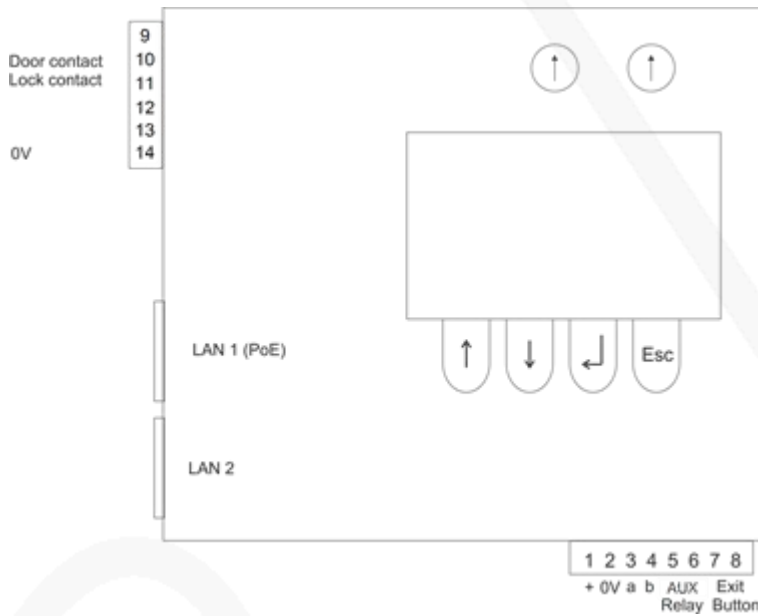 9
Door contact 10
Lock contact 11
12
13
0V 14
LAN 1 (PoE)
↑ ↓ ↵ Esc
LAN 2
1 2 3 4 5 6 7 8
+ 0V a b AUX Exit
Relay Button